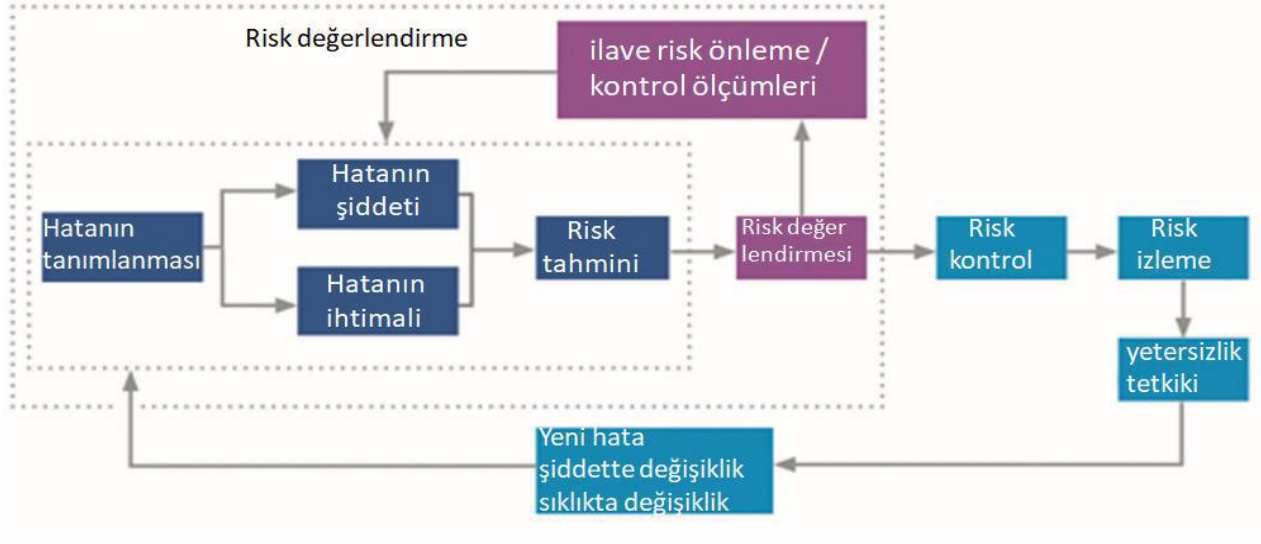 Risk değerlendirme
ilave risk önleme /
kontrol ölçümleri
Hatanın
tanımlanması
Hatanın
şiddeti
Hatanın
ihtimali
Risk
tahmini
Risk değer
lendirmesi
Risk
kontrol
Risk
izleme
yetersizlik
tetkiki
Yeni hata
şiddette değişiklik
sıklıkta değişiklik